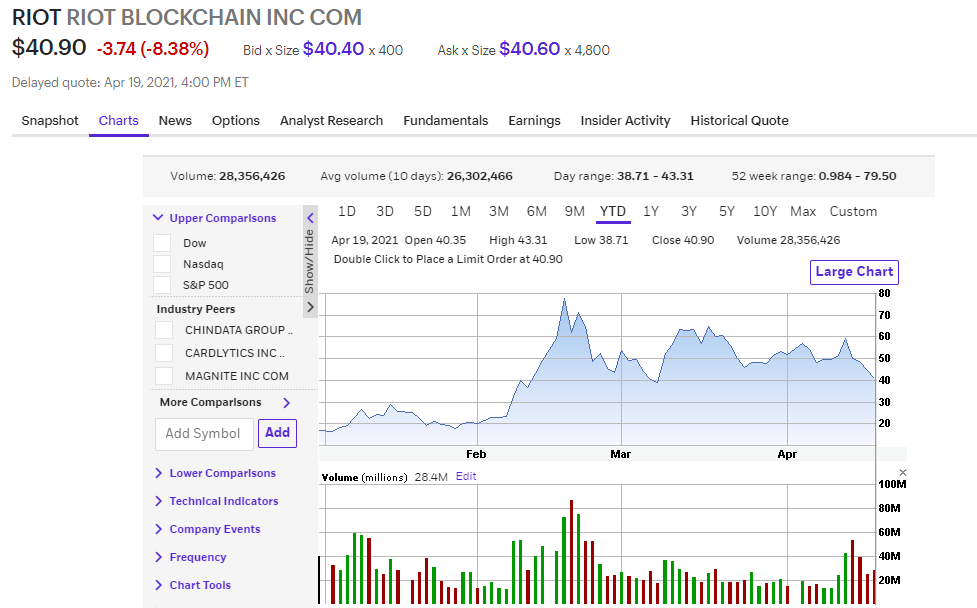 RIOT RIOT BLOCKCHAIN INC COM
$40.90 -3.74 (-8.38%) Bid x Size $40.40 x 400 Ask x Size $40.60 x 4,800
Delayed quote: Apr 19, 2021, 4:00 PM ET
Snapshot Charts News Options Analyst Research Fundamentals Earnings Insider Activity Historical Quote
Volume: 28,356,426 Avg volume (10 days): 26,302,466 Day range: 38.71 - 43.31 52 week range: 0.984 - 79.50
Upper Comparisons
Dow
Nasdaq
S&P 500
Industry Peers
CHINDATA GROUP ..
CARDLYTICS INC ..
MAGNITE INC COM
More Comparisons
Add Symbol Add
Lower Comparisons
Technical Indicators
Company Events
Frequency
Chart Tools
Show/Hide
1D 3D 5D 1M 3M 6M 9M YTD 1Y 3Y 5Y 10Y Max Custom
Apr 19, 2021 Open 40.35 High 43.31 Low 38.71 Close 40.90 Volume 28,356,426
Double Click to Place a Limit Order at 40.90
Large Chart
80
70
60
50
40
30
20
Feb Mar Apr
Volume (millions) 28.4M Edit
100M
80M
60M
40M
20M